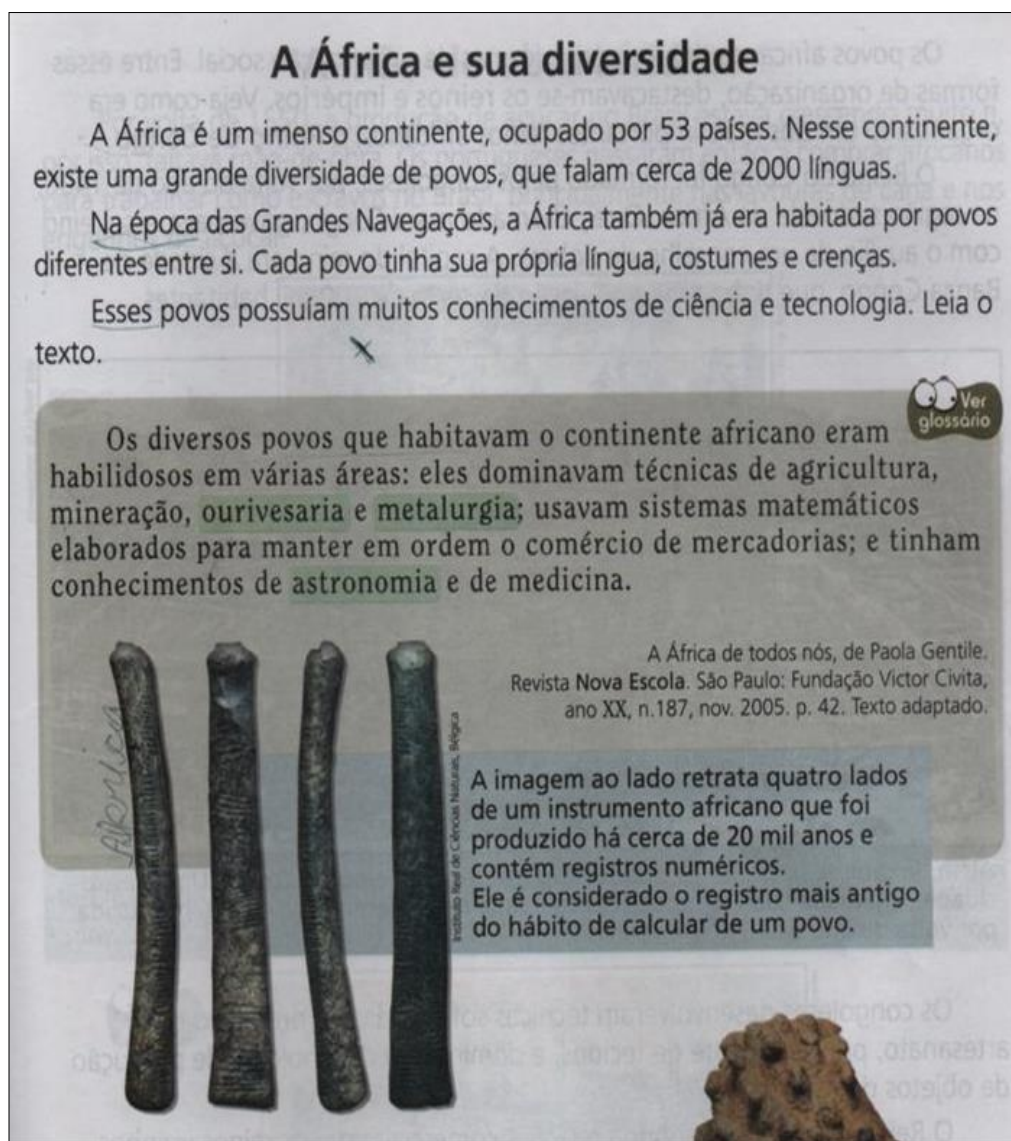 A África e sua diversidade
A África é um imenso continente, ocupado por 53 países. Nesse continente,
existe uma grande diversidade de povos, que falam cerca de 2000 línguas.
Na época das Grandes Navegações, a África também já era habitada por povos
diferentes entre si. Cada povo tinha sua própria língua, costumes e crenças.
Esses povos possuíam muitos conhecimentos de ciência e tecnologia. Leia o
texto.
Ver
glossário
Os diversos povos que habitavam o continente africano eram
habilidosos em várias áreas: eles dominavam técnicas de agricultura,
mineração, ourivesaria e metalurgia; usavam sistemas matemáticos
elaborados para manter em ordem o comércio de mercadorias; e tinham
conhecimentos de astronomia e de medicina.
A África de todos nós, de Paola Gentile.
Revista Nova Escola. São Paulo: Fundação Victor Civita,
ano XX, n.187, nov. 2005. p. 42. Texto adaptado.
Instituto Real de Ciências Naturais, Bélgica
A imagem ao lado retrata quatro lados
de um instrumento africano que foi
produzido há cerca de 20 mil anos e
contém registros numéricos.
Ele é considerado o registro mais antigo
do hábito de calcular de um povo.